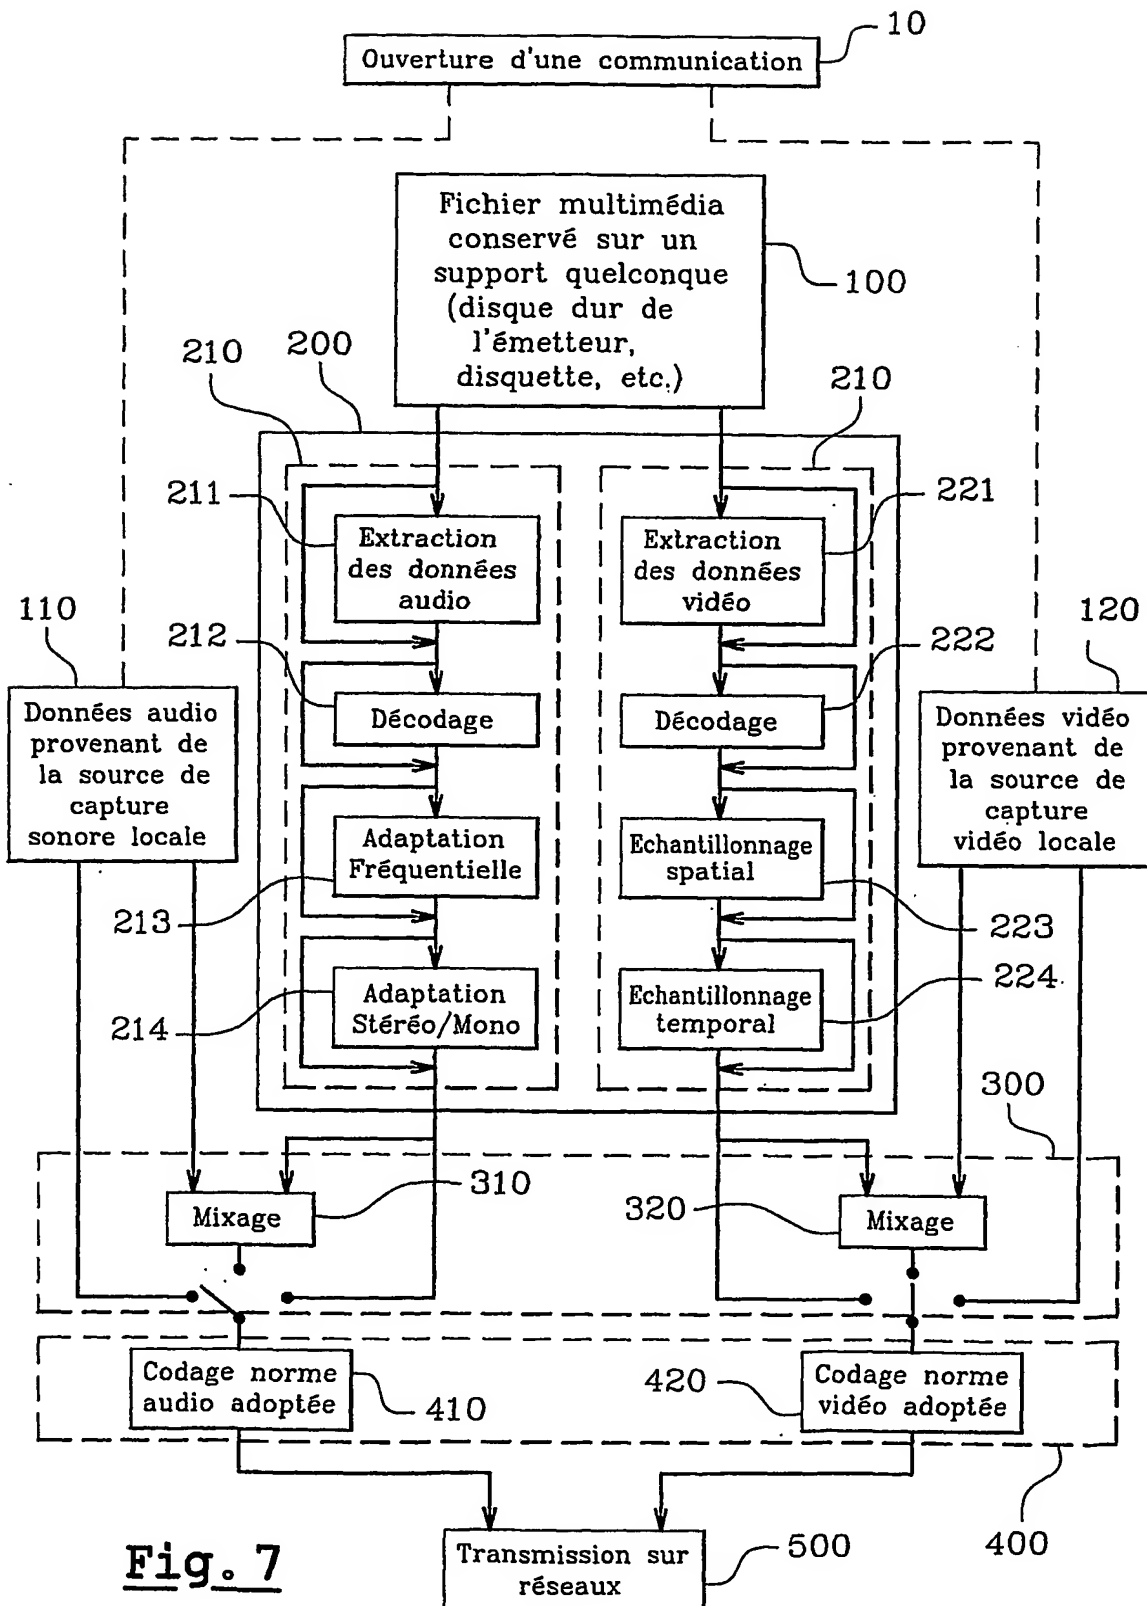 10
Ouverture d'une communication
Fichier multimédia
conservé sur un
support quelconque
(disque dur de
l'émetteur,
disquette, etc.)
100
200
210
210
211
Extraction
des données
audio
Extraction
des données
vidéo
221
110
120
212
Décodage
Décodage
222
Données audio
provenant de
la source de
capture
sonore locale
Données vidéo
provenant de
la source de
capture
vidéo locale
Adaptation
Fréquentielle
Echantillonnage
spatial
213
223
214
Adaptation
Stéréo/Mono
Echantillonnage
temporal
224
300
310
Mixage
320
Mixage
Codage norme
audio adoptée
410
420
Codage norme
vidéo adoptée
400
Transmission sur
réseaux
500
Fig. 7